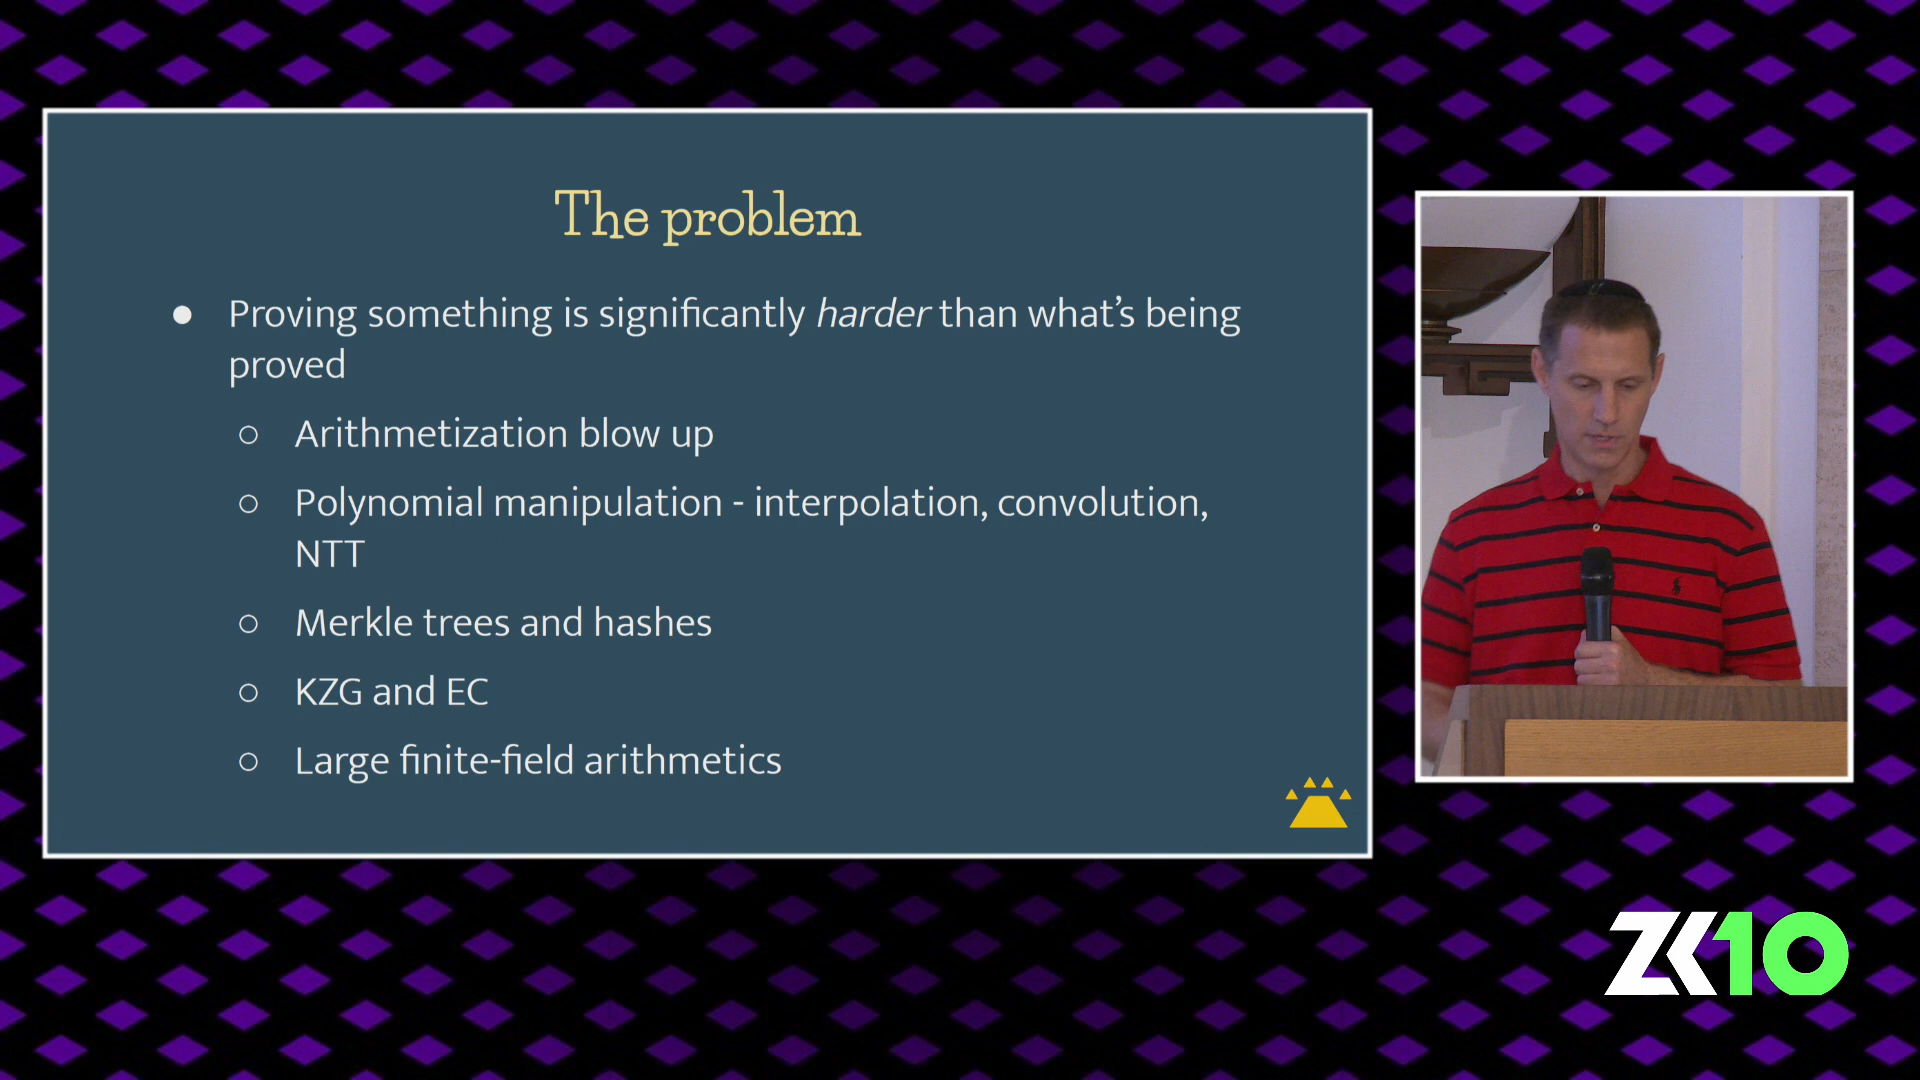 The problem
● Proving something is significantly harder than what's being
proved
○ Arithmetization blow up
○ Polynomial manipulation - interpolation, convolution,
NTT
○ Merkle trees and hashes
○ KZG and EC
○ Large finite-field arithmetics
ZK10